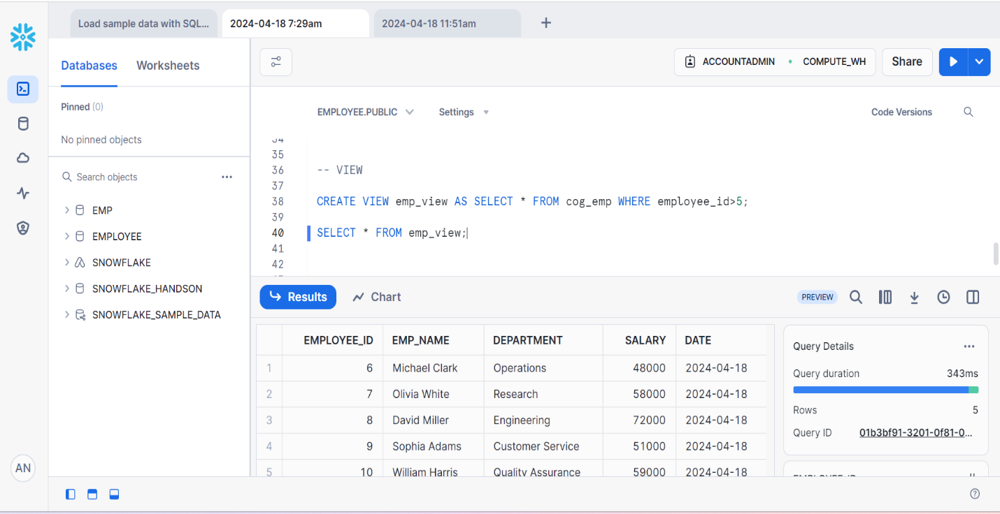 Load sample data with SQL...
2024-04-18 7:29am
2024-04-18 11:51am
Databases
Worksheets
ACCOUNTADMIN
COMPUTE_WH
Share
Pinned (0)
No pinned objects
Search objects
EMP
EMPLOYEE
SNOWFLAKE
SNOWFLAKE_HANDSON
SNOWFLAKE_SAMPLE_DATA
AN
EMPLOYEE.PUBLIC
Settings
Code Versions
34
35
36 -- VIEW
37
38 CREATE VIEW emp_view AS SELECT * FROM cog_emp WHERE employee_id>5;
39
40 SELECT * FROM emp_view;
41
42
Results
Chart
PREVIEW
EMPLOYEE_ID EMP_NAME DEPARTMENT SALARY DATE
1 6 Michael Clark Operations 48000 2024-04-18
2 7 Olivia White Research 58000 2024-04-18
3 8 David Miller Engineering 72000 2024-04-18
4 9 Sophia Adams Customer Service 51000 2024-04-18
5 10 William Harris Quality Assurance 59000 2024-04-18
Query Details
Query duration 343ms
Rows 5
Query ID 01b3bf91-3201-0f81-0...
EMPLOYEE_ID